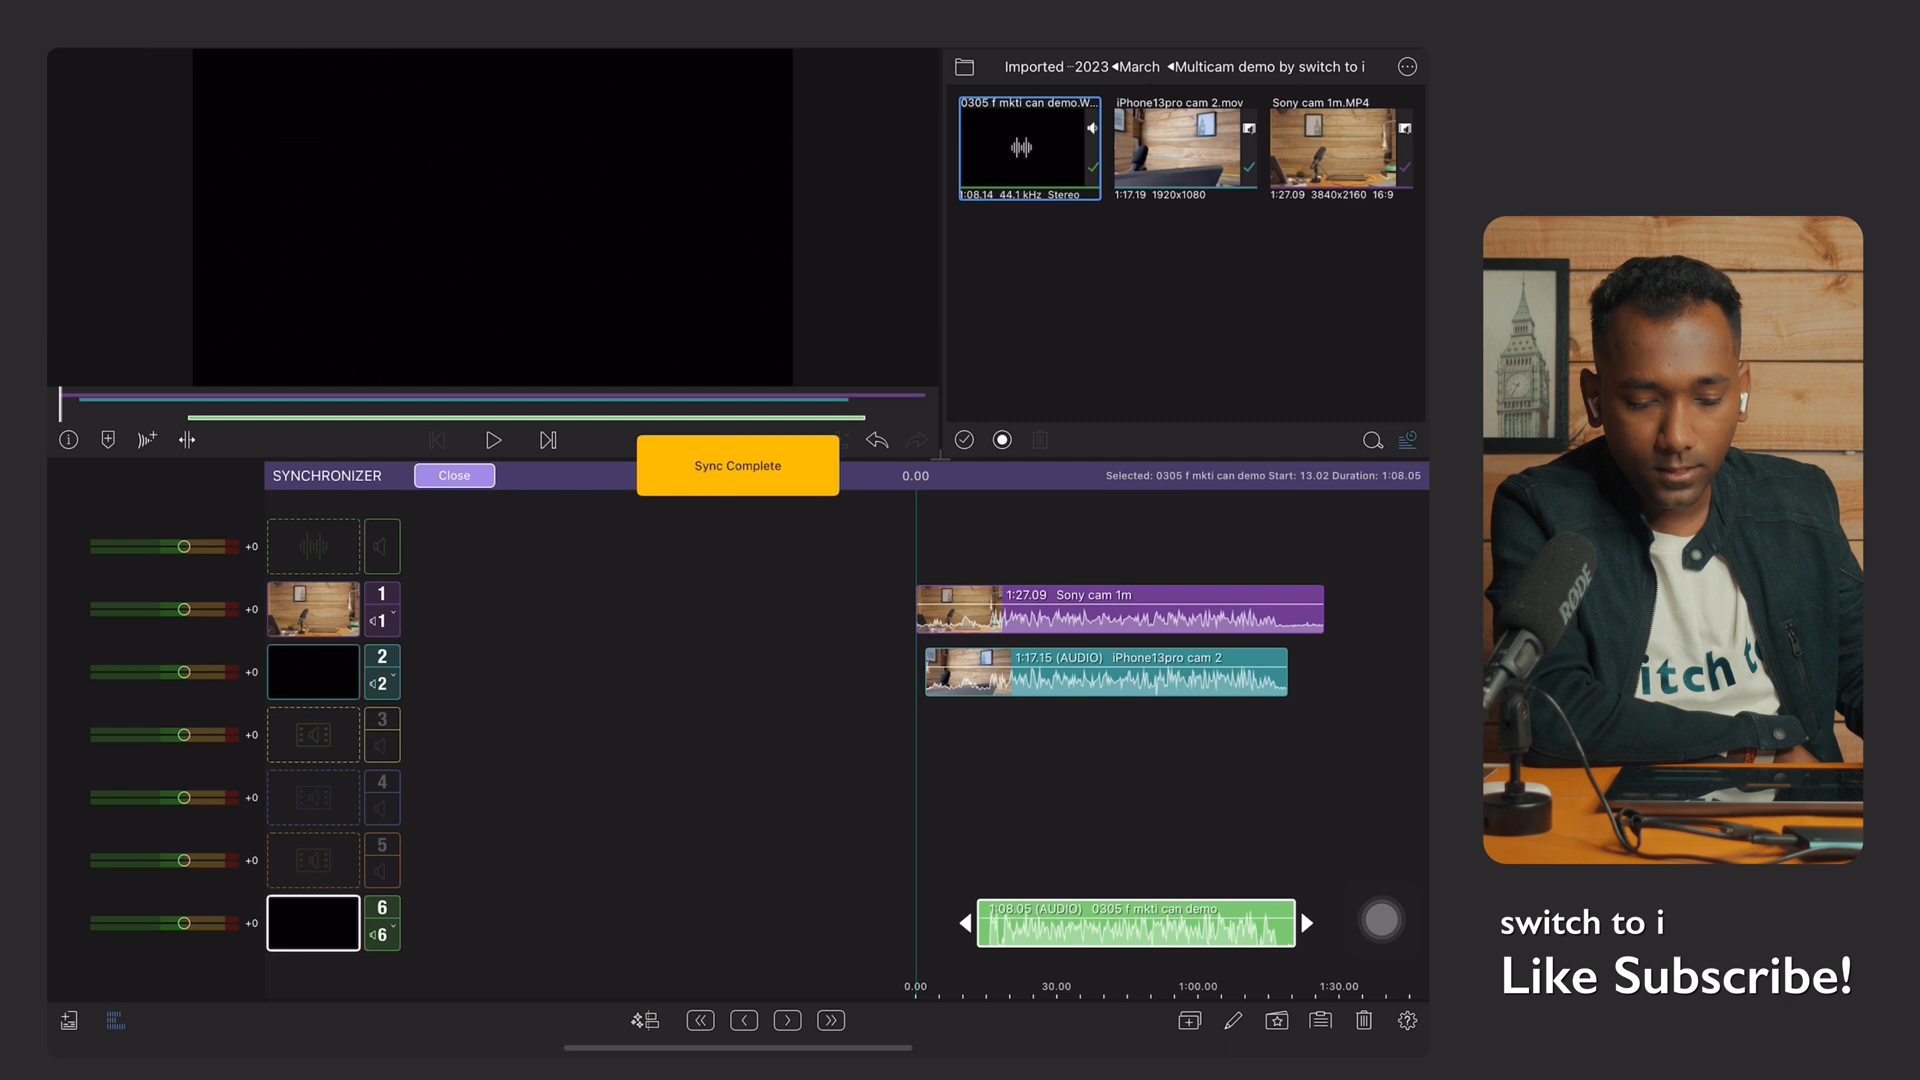 Imported ··· 2023 ◀March ◀Multicam demo by switch to i
0305 f mkti can demo.W...
iPhone13pro cam 2.mov
Sony cam 1m.MP4
1:08.14 44.1 kHz Stereo
1:17.19 1920x1080
1:27.09 3840x2160 16:9
Sync Complete
SYNCHRONIZER
Close
0.00
Selected: 0305 f mkti can demo Start: 13.02 Duration: 1:08.05
+0
+0
1
1
1:27.09 Sony cam 1m
+0
2
2
1:17.15 (AUDIO) iPhone13pro cam 2
+0
3
+0
4
+0
5
+0
6
6
1:08.05 (AUDIO) 0305 f mkti can demo
0.00
30.00
1:00.00
1:30.00
RØDE
itch t
switch to i
Like Subscribe!